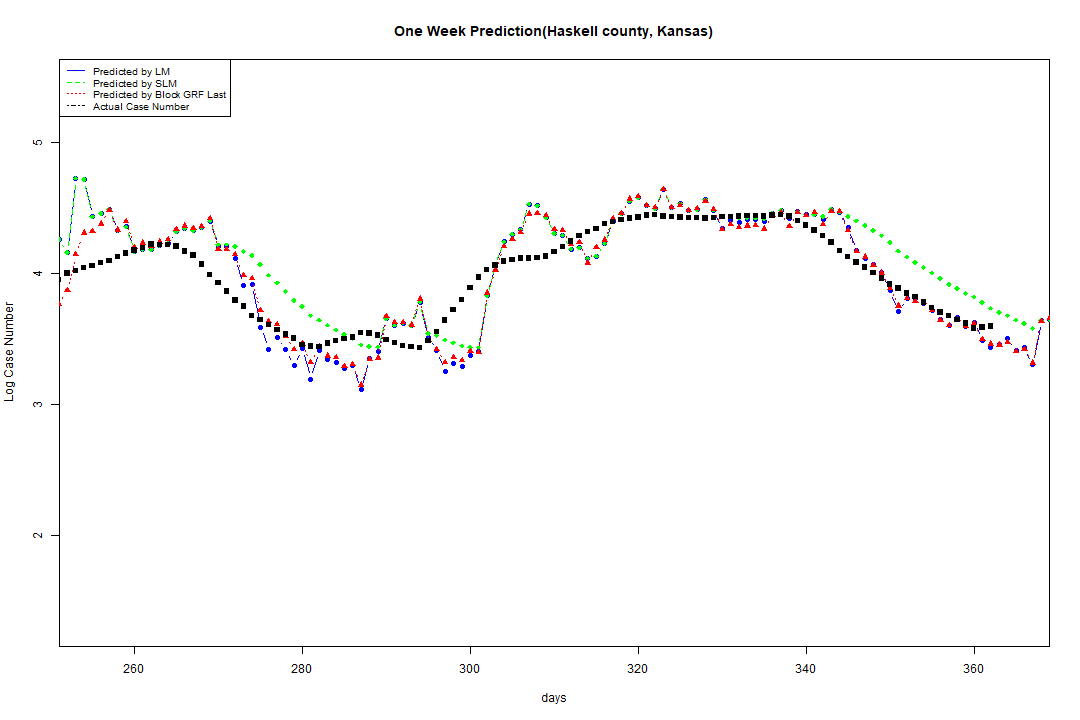 One Week Prediction(Haskell county, Kansas)
Predicted by LM
Predicted by SLM
Predicted by Block GRF Last
Actual Case Number
5
4
3
2
Log Case Number
260 280 300 320 340 360
days